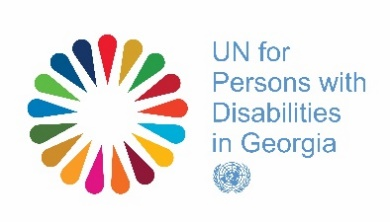 UN for
Persons with
Disabilities
in Georgia